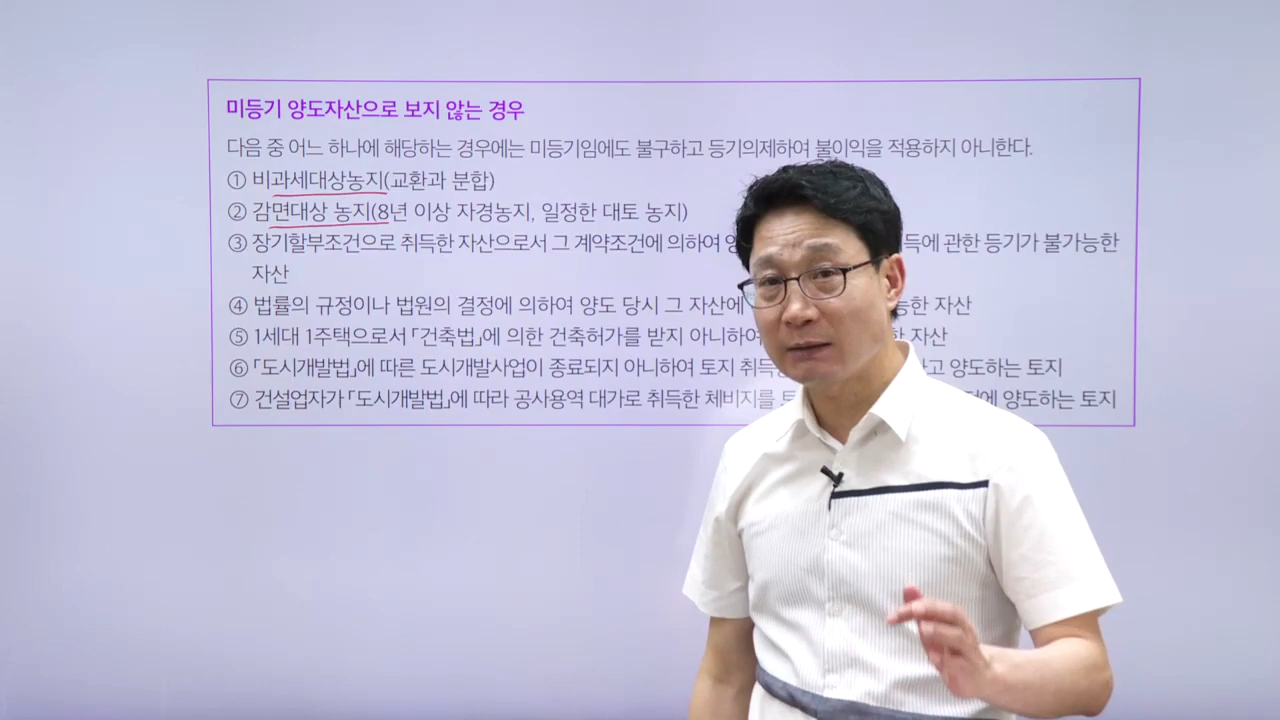 미등기 양도자산으로 보지 않는 경우
다음 중 어느 하나에 해당하는 경우에는 미등기임에도 불구하고 등기의제하여 불이익을 적용하지 아니한다.
① 비과세대상농지(교환과 분합)
② 감면대상 농지(8년 이상 자경농지, 일정한 대토 농지)
③ 장기할부조건으로 취득한 자산으로서 그 계약조건에 의하여 관한 등기가 불가능한
자산
④ 법률의 규정이나 법원의 결정에 의하여 양도 당시 그 자산에 자산
⑤ 1세대 1주택으로서 「건축법」에 의한 건축허가를 받지 아니하여 자산
⑥ 「도시개발법」에 따른 도시개발사업이 종료되지 아니하여 토지 양도하는 토지
⑦ 건설업자가 「도시개발법」에 따라 공사용역 대가로 취득한 체비지를 양도하는 토지